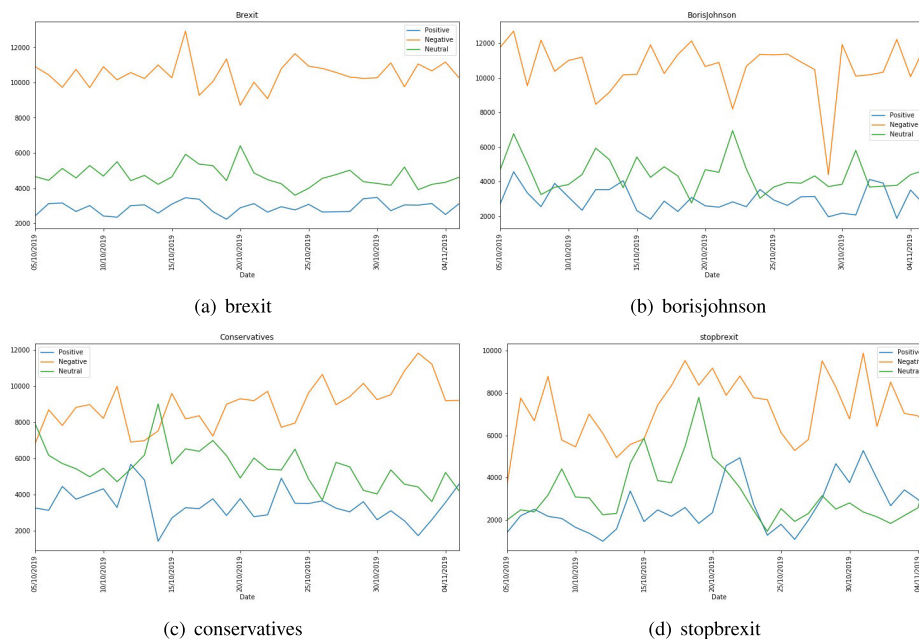 Brexit
Positive
Negative
Neutral
12000
10000
8000
6000
4000
2000
05/10/2019
10/10/2019
15/10/2019
20/10/2019
25/10/2019
30/10/2019
04/11/2019
Date
(a) brexit
BorisJohnson
12000
10000
8000
6000
4000
2000
Positive
Negative
Neutral
05/10/2019
10/10/2019
15/10/2019
20/10/2019
25/10/2019
30/10/2019
04/11/2019
Date
(b) borisjohnson
Conservatives
Positive
Negative
Neutral
12000
10000
8000
6000
4000
2000
05/10/2019
10/10/2019
15/10/2019
20/10/2019
25/10/2019
30/10/2019
04/11/2019
Date
(c) conservatives
stopbrexit
Positive
Negative
Neutral
10000
8000
6000
4000
2000
05/10/2019
10/10/2019
15/10/2019
20/10/2019
25/10/2019
30/10/2019
04/11/2019
Date
(d) stopbrexit